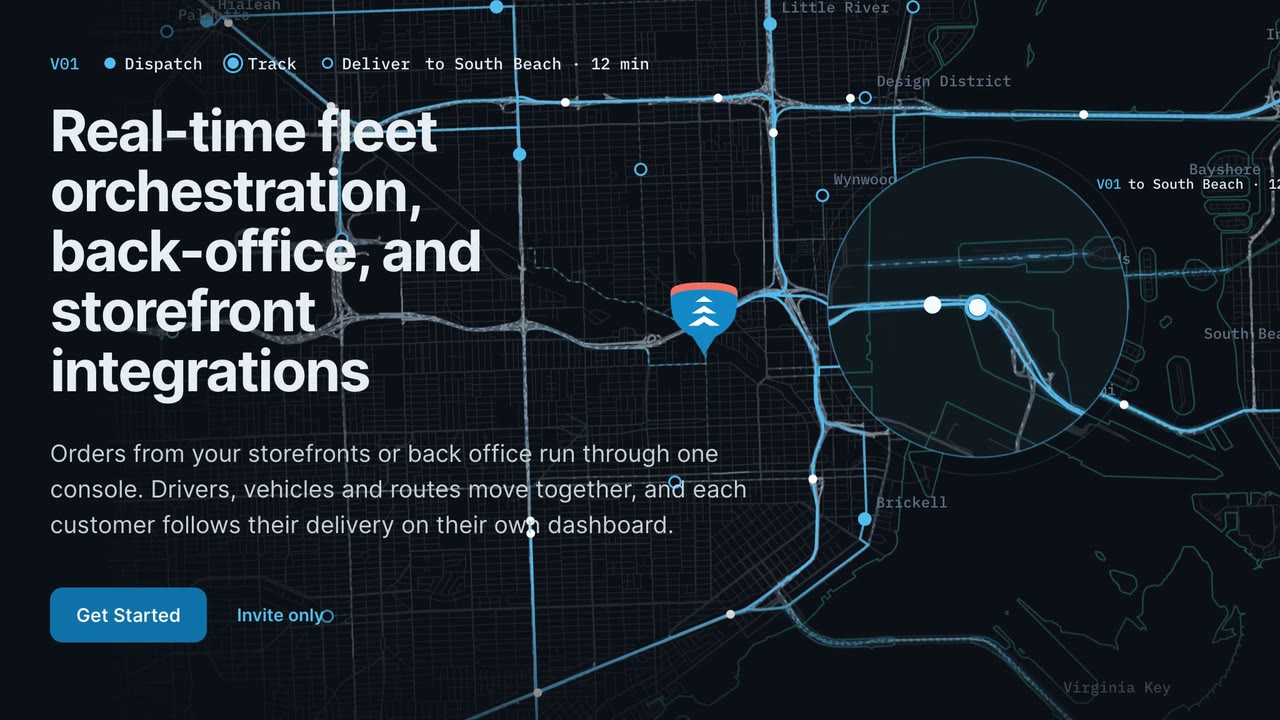 Hialeah
Palmetto
Little River
V01 Dispatch Track Deliver to South Beach · 12 min
Design District
Real-time fleet
orchestration,
back-office, and
storefront
integrations
Wynwood
Bayshore
V01 to South Beach · 12
South Bea
Orders from your storefronts or back office run through one
console. Drivers, vehicles and routes move together, and each
customer follows their delivery on their own dashboard.
Brickell
Get Started
Invite only
Virginia Key